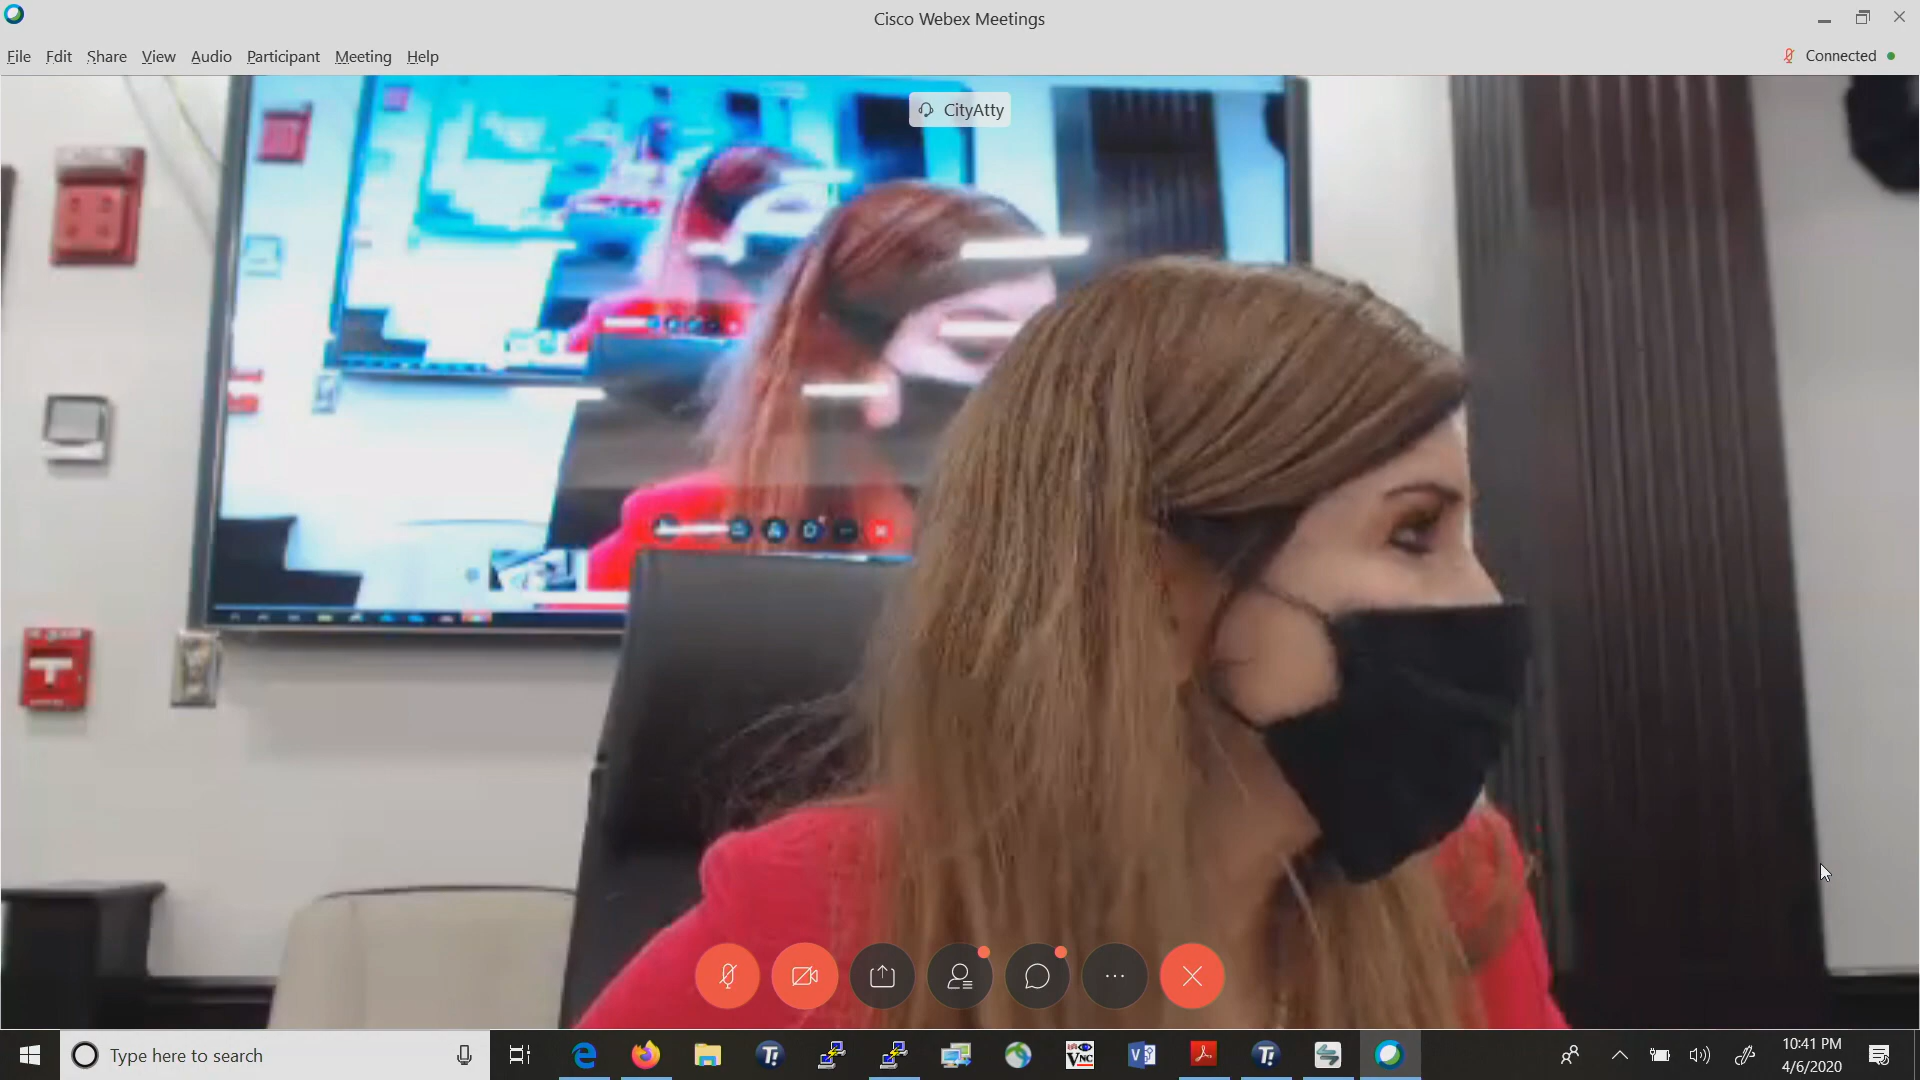 Cisco Webex Meetings
File Edit Share View Audio Participant Meeting Help
Connected
CityAtty
Type here to search
10:41 PM
4/6/2020